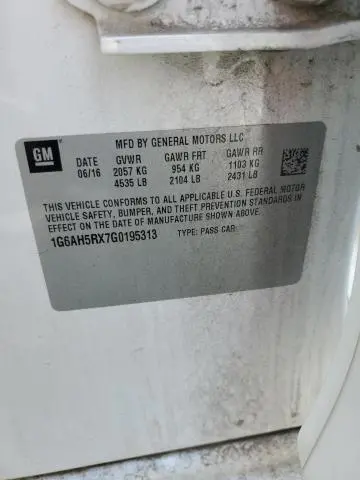 GM
MFD BY GENERAL MOTORS LLC
DATE GVWR GAWR FRT GAWR RR
06/16 2057 KG 954 KG 1103 KG
4535 LB 2104 LB 2431 LB
THIS VEHICLE CONFORMS TO ALL APPLICABLE U.S. FEDERAL MOTOR
VEHICLE SAFETY, BUMPER, AND THEFT PREVENTION STANDARDS IN
EFFECT ON THE DATE OF MANUFACTURE SHOWN ABOVE.
1G6AH5RX7G0195313 TYPE: PASS CAR